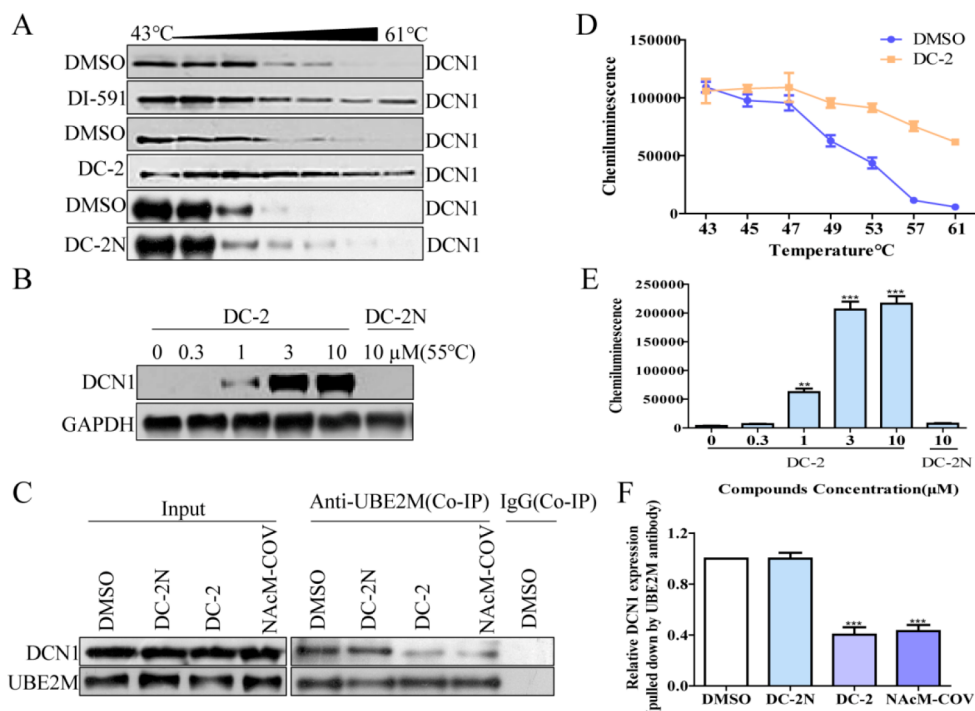 A
43℃ 61℃
DMSO DCN1
DI-591 DCN1
DMSO DCN1
DC-2 DCN1
DMSO DCN1
DC-2N DCN1
B
DC-2 DC-2N
0 0.3 1 3 10 10 µM(55℃)
DCN1
GAPDH
C
Input Anti-UBE2M(Co-IP) IgG(Co-IP)
DMSO DC-2N DC-2 NAcM-COV DMSO DC-2N DC-2 NAcM-COV DMSO
DCN1
UBE2M
D
DMSO
DC-2
Chemiluminescence
150000
100000
50000
0
43 45 47 49 53 57 61
Temperature℃
E
Chemiluminescence
250000
200000
150000
100000
50000
0
** *** ***
0 0.3 1 3 10 10
DC-2 DC-2N
Compounds Concentration(µM)
F
Relative DCN1 expression
pulled down by UBE2M antibody)
1.2
0.8
0.4
0.0
*** ***
DMSO DC-2N DC-2 NAcM-COV